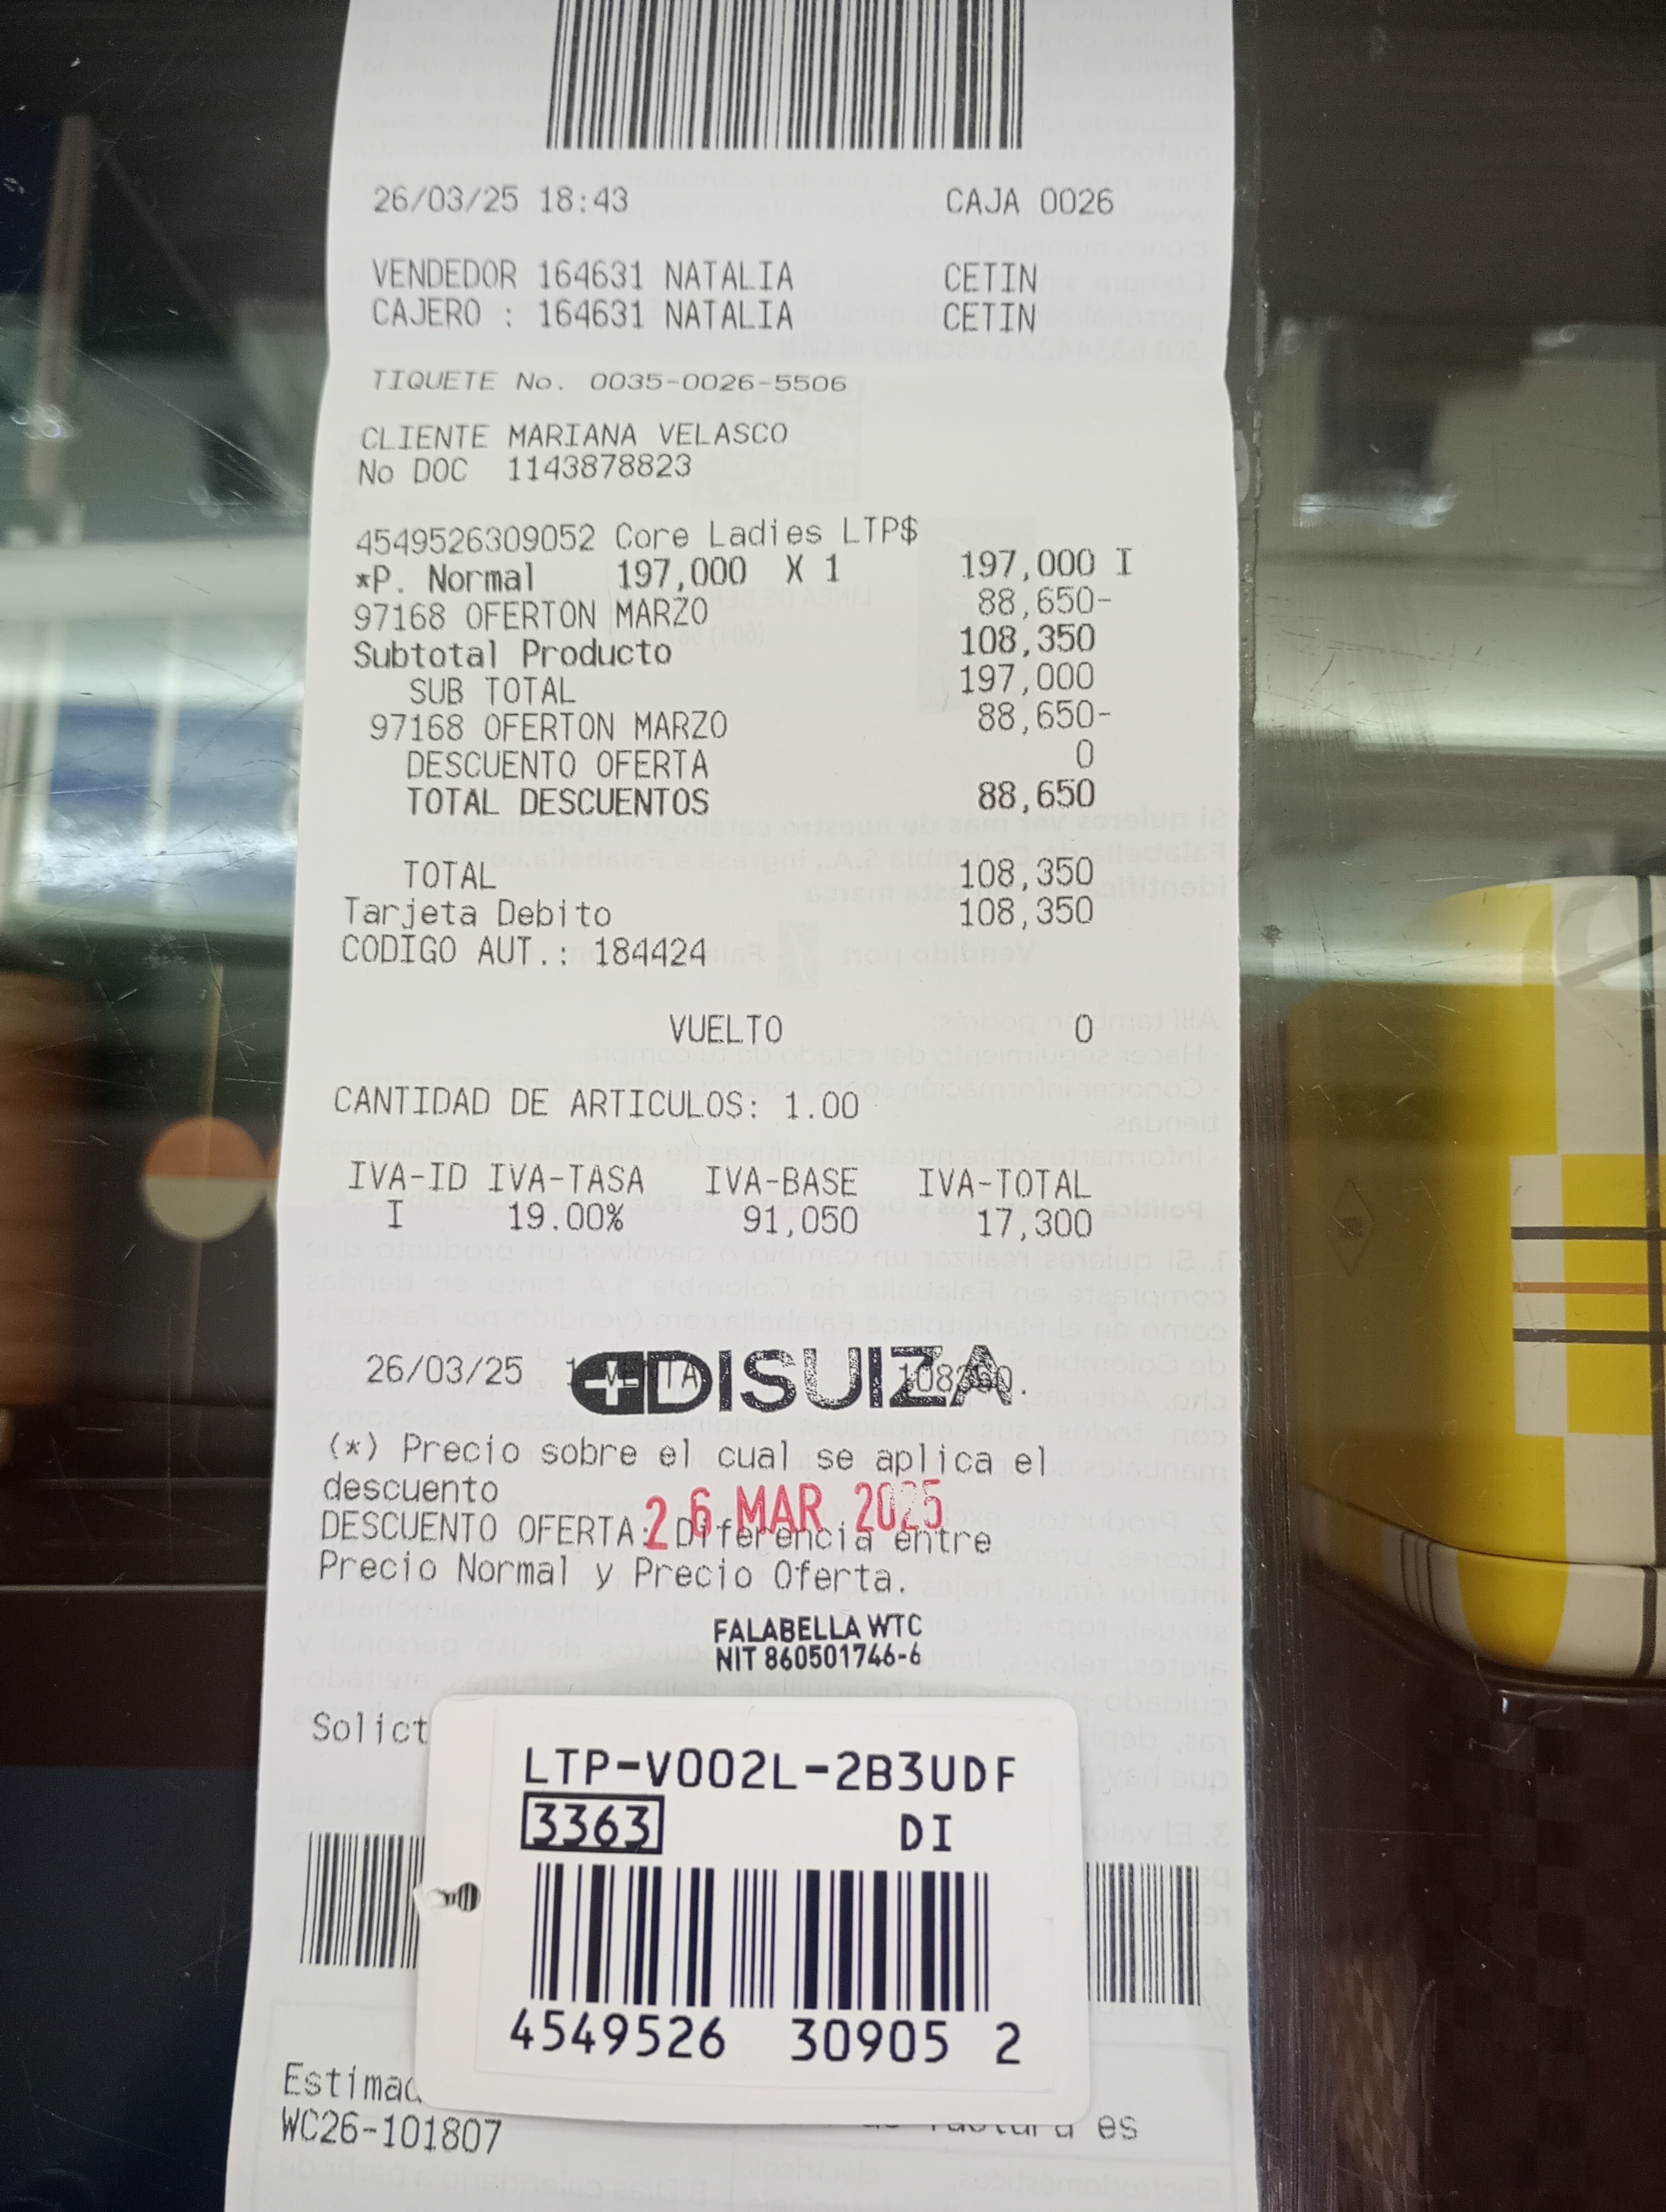 26/03/25 18:43 CAJA 0026
VENDEDOR 164631 NATALIA CETIN
CAJERO : 164631 NATALIA CETIN
TIQUETE No. 0035-0026-5506
CLIENTE MARIANA VELASCO
No DOC 1143878823
4549526309052 Core Ladies LTP$
*P. Normal 197,000 X 1 197,000 I
97168 OFERTON MARZO 88,650-
Subtotal Producto 108,350
SUB TOTAL 197,000
97168 OFERTON MARZO 88,650-
DESCUENTO OFERTA 0
TOTAL DESCUENTOS 88,650
TOTAL 108,350
Tarjeta Debito 108,350
CODIGO AUT.: 184424
VUELTO 0
CANTIDAD DE ARTICULOS: 1.00
IVA-ID IVA-TASA IVA-BASE IVA-TOTAL
I 19.00% 91,050 17,300
26/03/25
DISUIZA
(*) Precio sobre el cual se aplica el
descuento
26 MAR 2025
DESCUENTO OFERTA: Diferencia entre
Precio Normal y Precio Oferta.
FALABELLA WTC
NIT 860501746-6
Solict
LTP-V002L-2B3UDF
3363 DI
4549526 30905 2
Estimad
WC26-101807 es